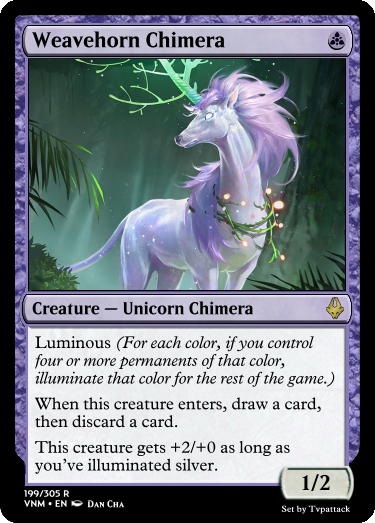 Weavehorn Chimera
Creature — Unicorn Chimera
Luminous (For each color, if you control
four or more permanents of that color,
illuminate that color for the rest of the game.)
When this creature enters, draw a card,
then discard a card.
This creature gets +2/+0 as long as
you've illuminated silver.
1/2
199/305 R
VNM • EN Dan Cha
Set by Tvpattack